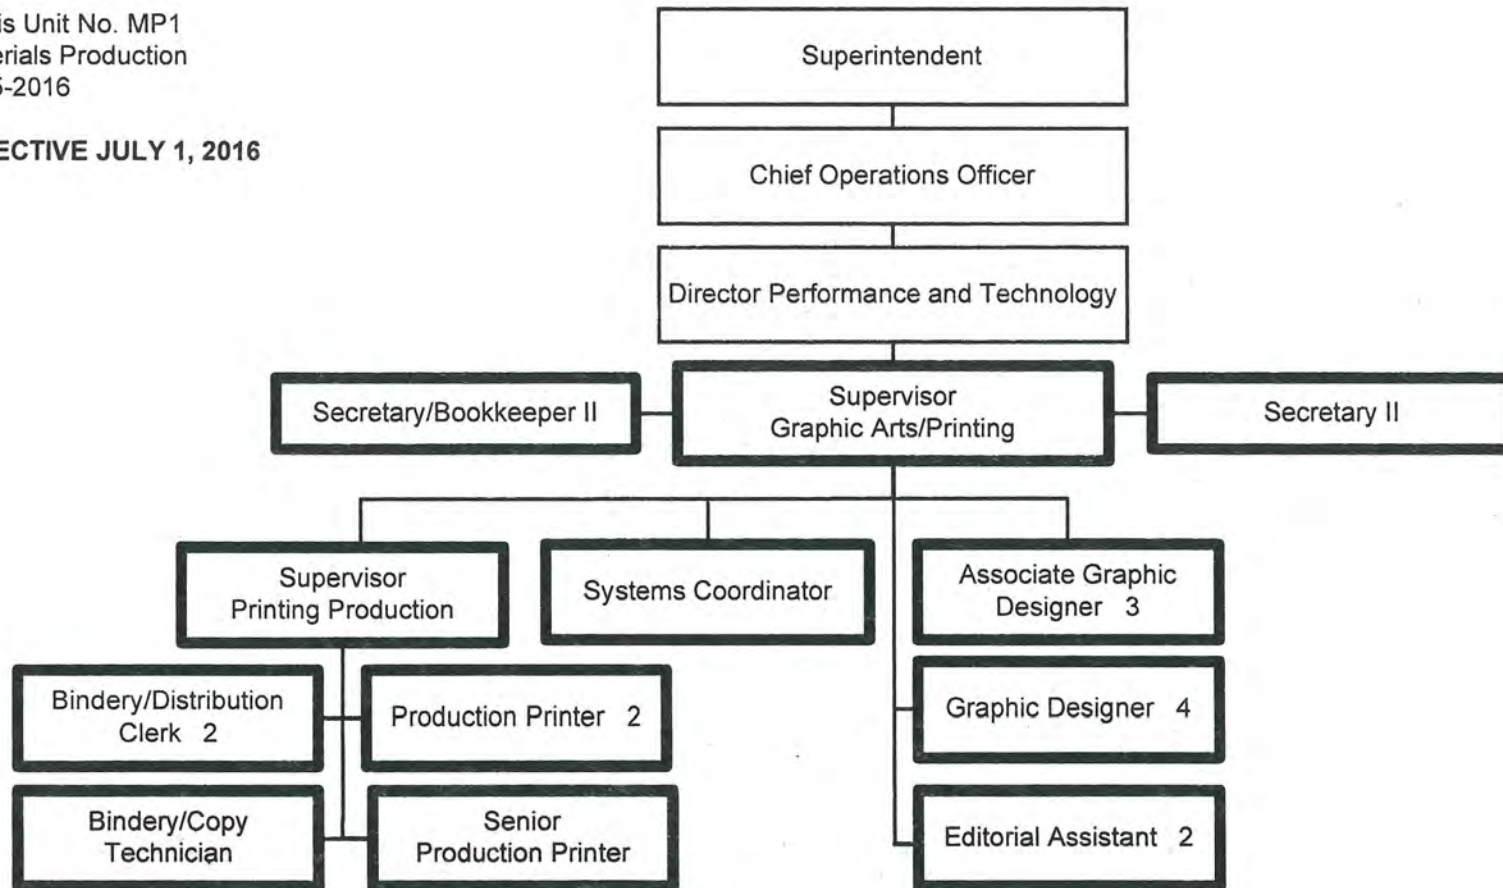 is Unit No. MP1
erials Production
-2016
ECTIVE JULY 1, 2016
Superintendent
Chief Operations Officer
Director Performance and Technology
Secretary/Bookkeeper II
Supervisor
Graphic Arts/Printing
Secretary II
Supervisor
Printing Production
Systems Coordinator
Associate Graphic
Designer 3
Bindery/Distribution
Clerk 2
Production Printer 2
Graphic Designer 4
Bindery/Copy
Technician
Senior
Production Printer
Editorial Assistant 2